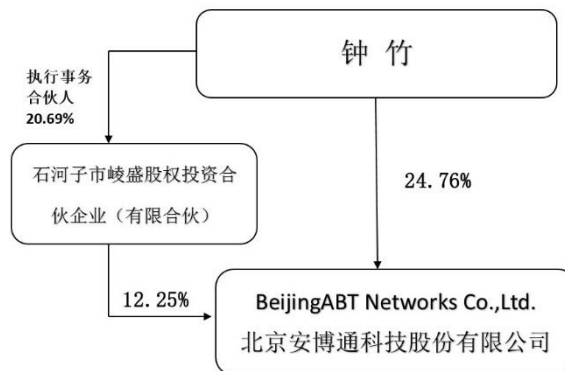 钟 竹
执行事务
合伙人
20.69%
石河子市崚盛股权投资合
伙企业（有限合伙）
24.76%
12.25%
BeijingABT Networks Co.,Ltd.
北京安博通科技股份有限公司